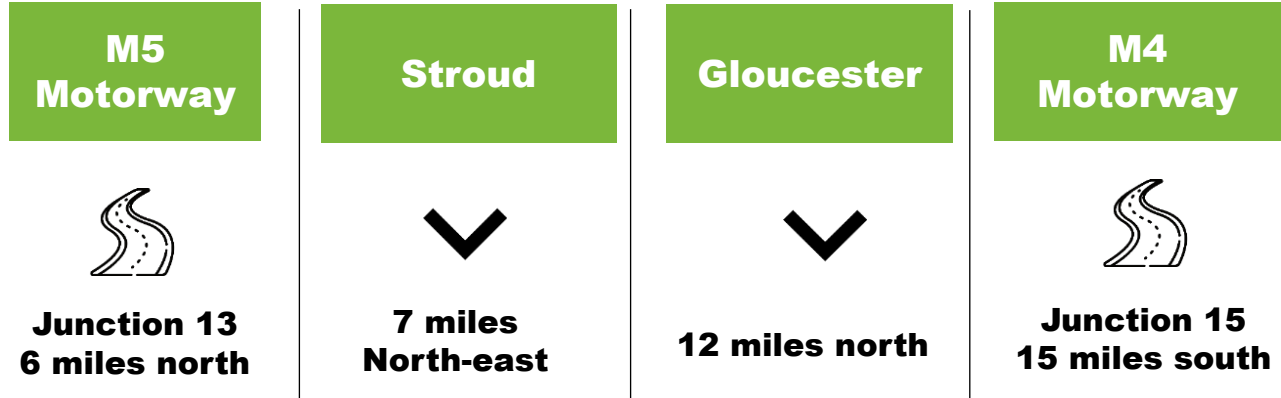 M5
Motorway
Junction 13
6 miles north
Stroud
7 miles
North-east
Gloucester
12 miles north
M4
Motorway
Junction 15
15 miles south